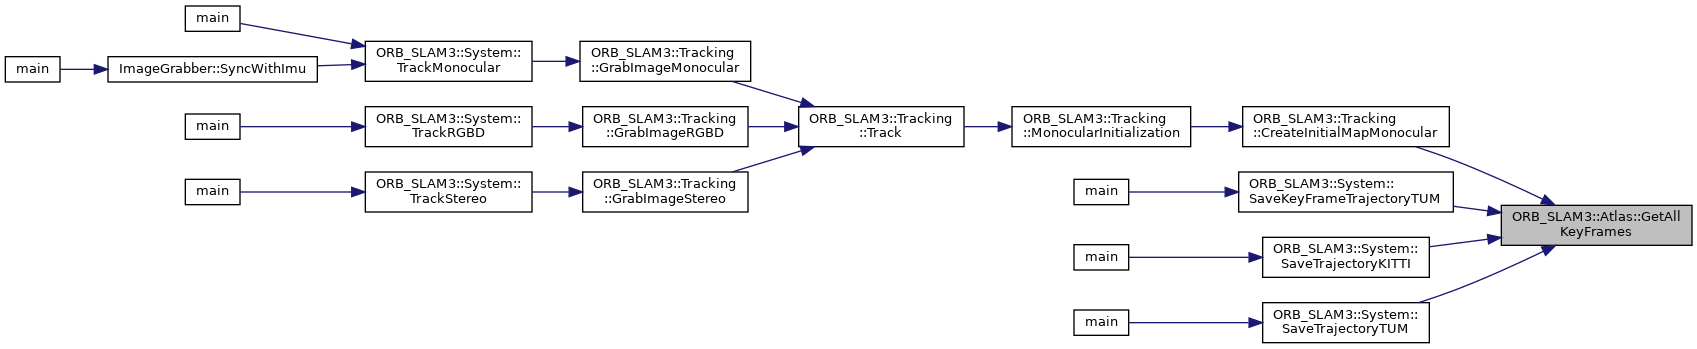 main
main
ImageGrabber::SyncWithImu
ORB_SLAM3::System::
TrackMonocular
ORB_SLAM3::Tracking
::GrabImageMonocular
main
ORB_SLAM3::System::
TrackRGBD
ORB_SLAM3::Tracking
::GrabImageRGBD
main
ORB_SLAM3::System::
TrackStereo
ORB_SLAM3::Tracking
::GrabImageStereo
ORB_SLAM3::Tracking
::Track
ORB_SLAM3::Tracking
::MonocularInitialization
ORB_SLAM3::Tracking
::CreateInitialMapMonocular
main
ORB_SLAM3::System::
SaveKeyFrameTrajectoryTUM
main
ORB_SLAM3::System::
SaveTrajectoryKITTI
main
ORB_SLAM3::System::
SaveTrajectoryTUM
ORB_SLAM3::Atlas::GetAll
KeyFrames